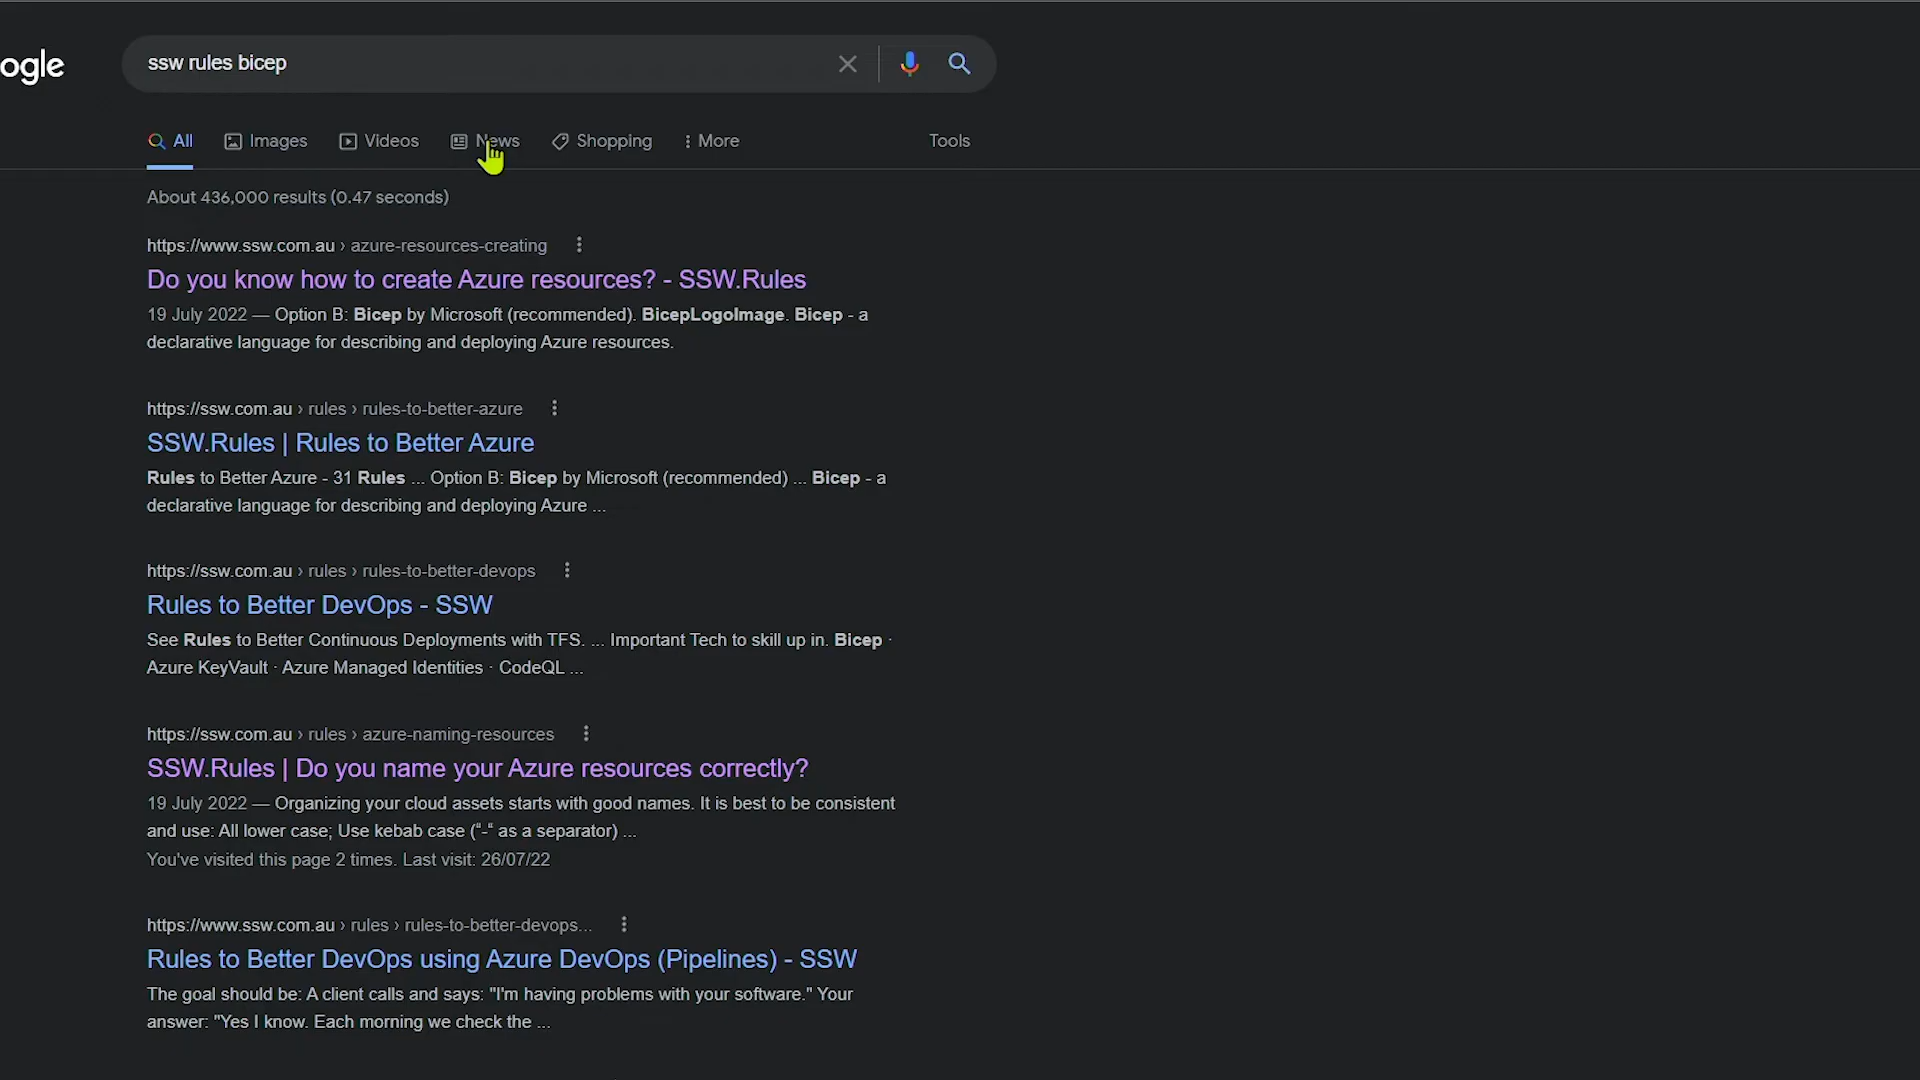 ogle
ssw rules bicep
All Images Videos News Shopping More Tools
About 436,000 results (0.47 seconds)
https://www.ssw.com.au › azure-resources-creating
Do you know how to create Azure resources? - SSW.Rules
19 July 2022 — Option B: Bicep by Microsoft (recommended). BicepLogoImage. Bicep - a
declarative language for describing and deploying Azure resources.
https://ssw.com.au › rules › rules-to-better-azure
SSW.Rules | Rules to Better Azure
Rules to Better Azure - 31 Rules ... Option B: Bicep by Microsoft (recommended) ... Bicep - a
declarative language for describing and deploying Azure ...
https://ssw.com.au › rules › rules-to-better-devops
Rules to Better DevOps - SSW
See Rules to Better Continuous Deployments with TFS. ... Important Tech to skill up in. Bicep ·
Azure KeyVault · Azure Managed Identities · CodeQL ...
https://ssw.com.au › rules › azure-naming-resources
SSW.Rules | Do you name your Azure resources correctly?
19 July 2022 — Organizing your cloud assets starts with good names. It is best to be consistent
and use: All lower case; Use kebab case (“-“ as a separator) ...
You've visited this page 2 times. Last visit: 26/07/22
https://www.ssw.com.au › rules › rules-to-better-devops...
Rules to Better DevOps using Azure DevOps (Pipelines) - SSW
The goal should be: A client calls and says: "I'm having problems with your software." Your
answer: "Yes I know. Each morning we check the ...